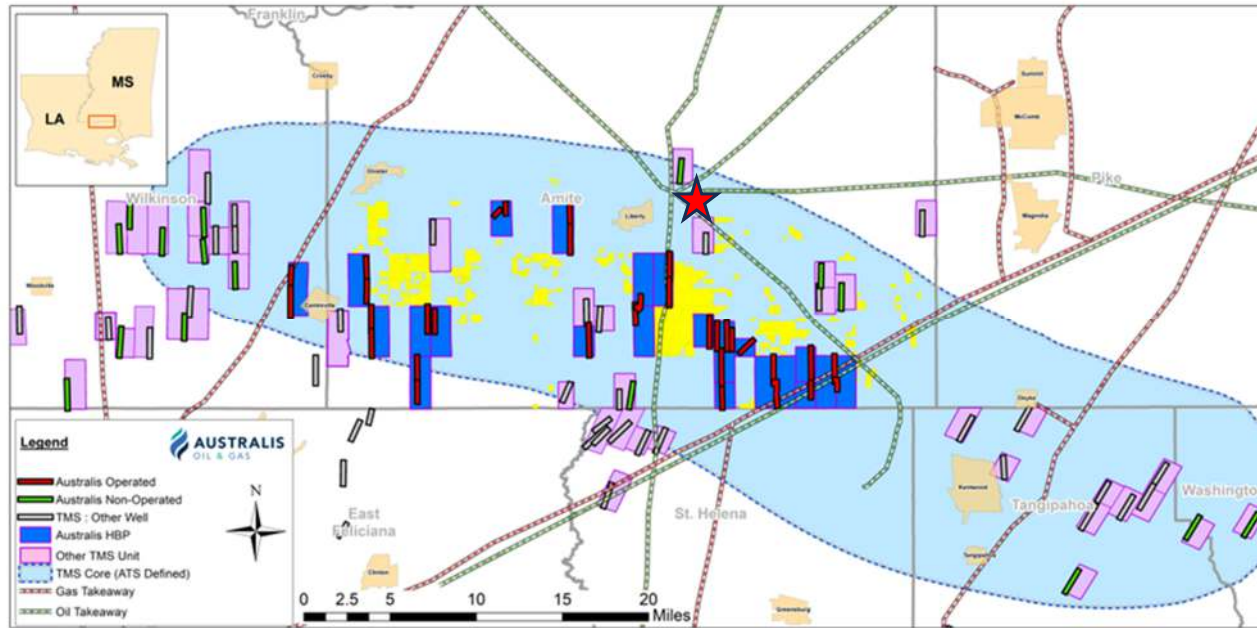 Franklin
MS
LA
Crosby
Summit
McComb
Pike
Gloster
Wilkinson
Amite
Liberty
Magnolia
Woodville
Centreville
Osyka
Legend
AUSTRALIS
OIL & GAS
Australis Operated
Australis Non-Operated
TMS : Other Well
Australis HBP
Other TMS Unit
TMS Core (ATS Defined)
Gas Takeaway
Oil Takeaway
N
East
Feliciana
Clinton
St. Helena
Kentwood
Tangipahoa
Washington
Tangipahoa
Greensburg
0 2.5 5 10 15 20
Miles